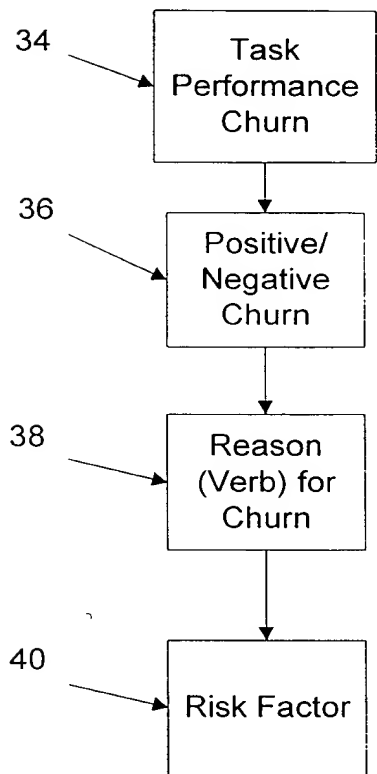 34
Task
Performance
Churn
36
Positive/
Negative
Churn
38
Reason
(Verb) for
Churn
40
Risk Factor